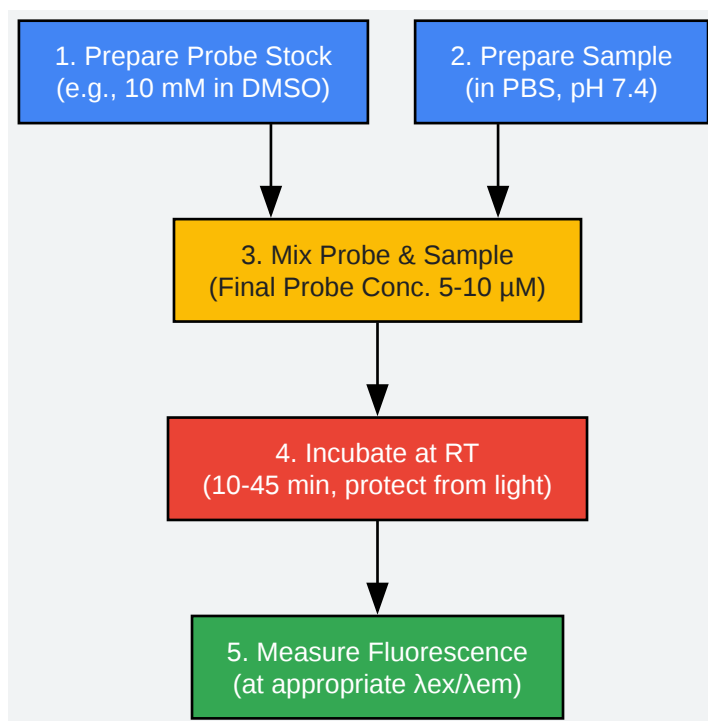 1. Prepare Probe Stock
(e.g., 10 mM in DMSO)
2. Prepare Sample
(in PBS, pH 7.4)
3. Mix Probe & Sample
(Final Probe Conc. 5-10 µM)
4. Incubate at RT
(10-45 min, protect from light)
5. Measure Fluorescence
(at appropriate λex/λem)